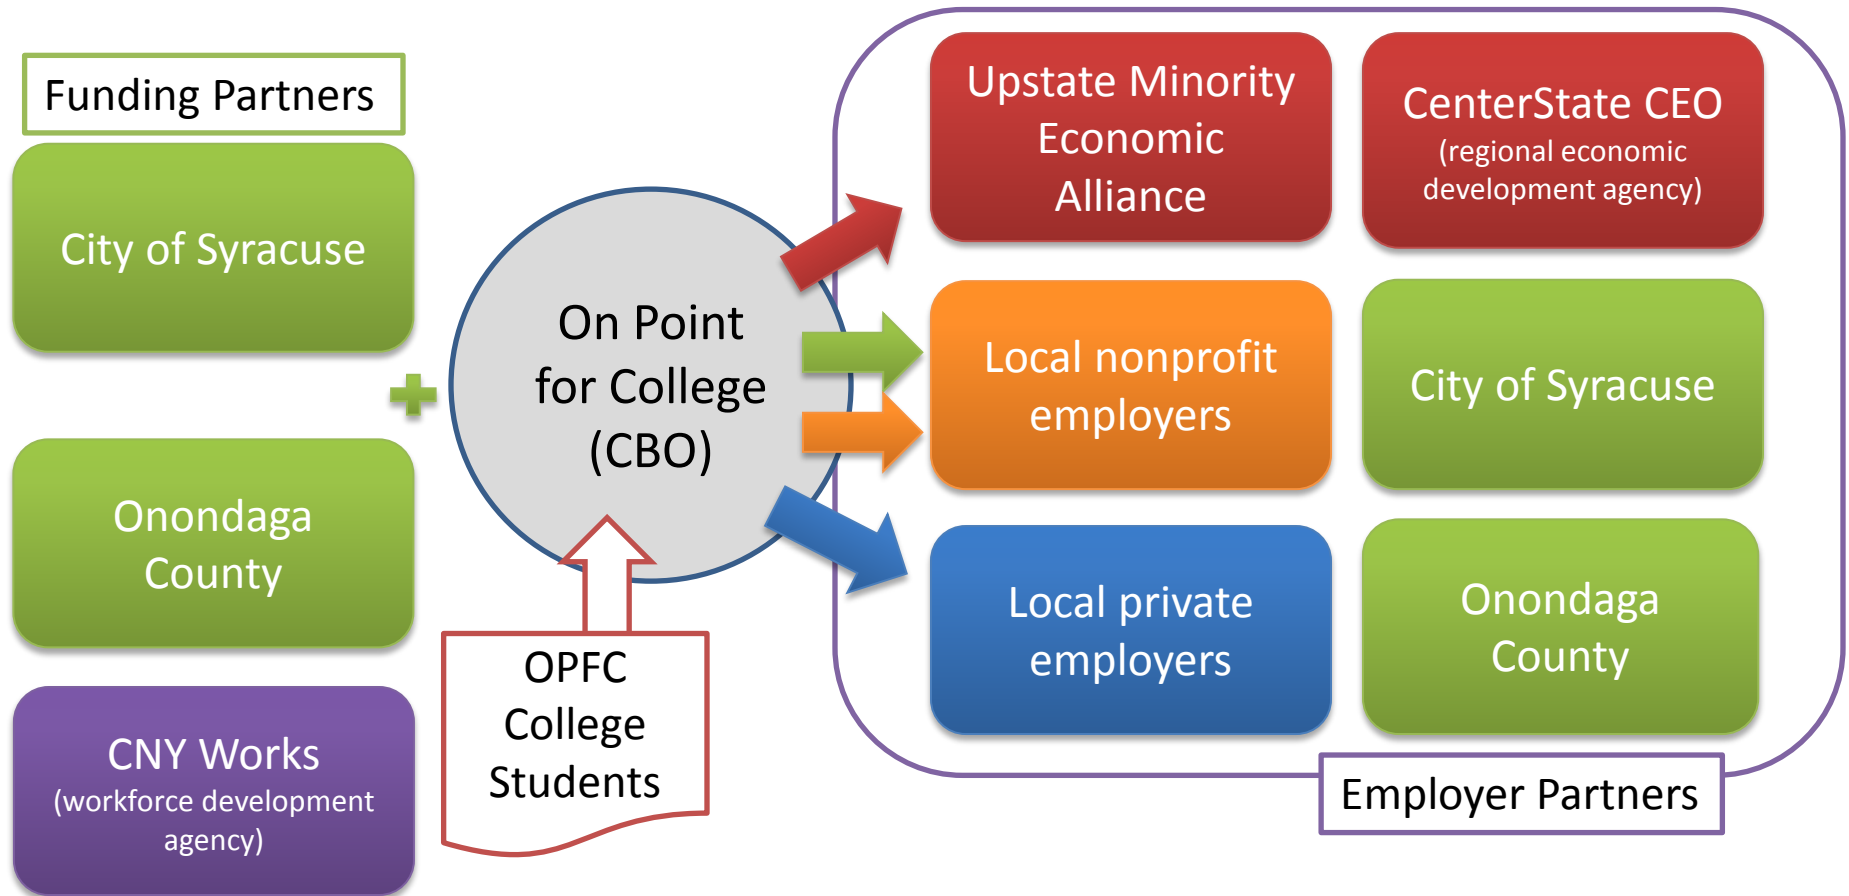 Funding Partners
City of Syracuse
Onondaga
County
CNY Works
(workforce development
agency)
On Point
for College
(CBO)
OPFC
College
Students
Upstate Minority
Economic
Alliance
CenterState CEO
(regional economic
development agency)
Local nonprofit
employers
City of Syracuse
Local private
employers
Onondaga
County
Employer Partners